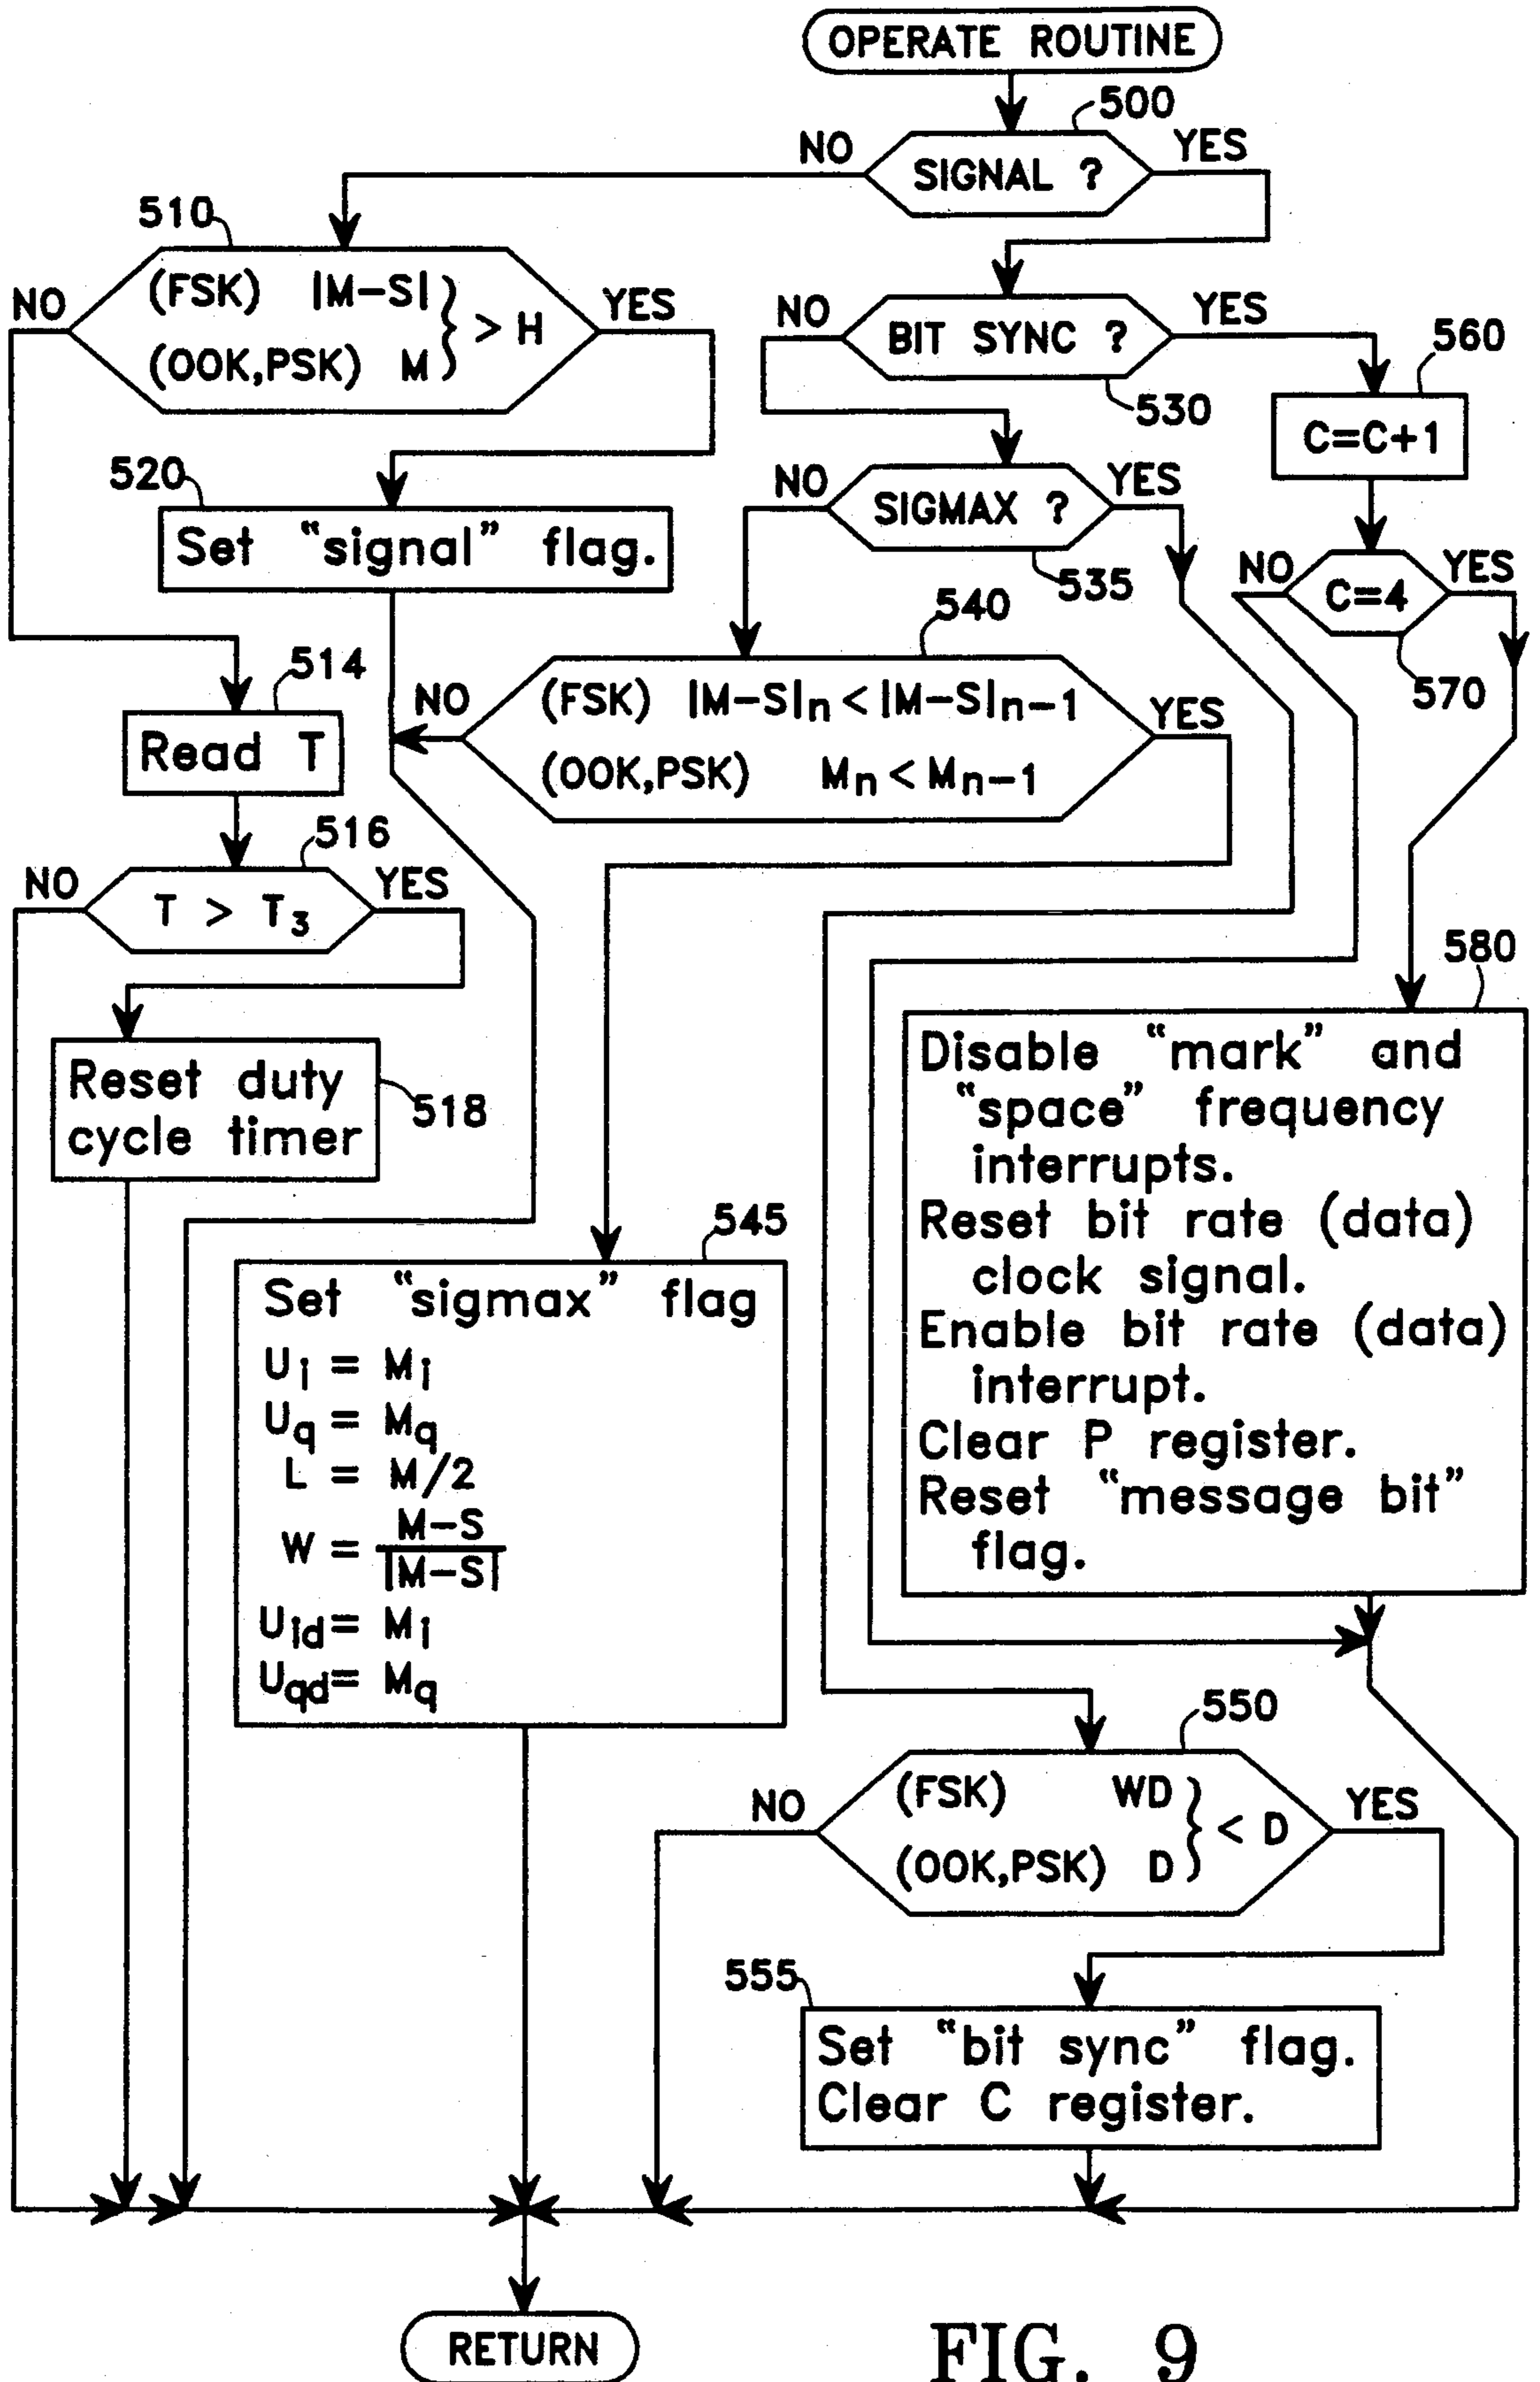 OPERATE ROUTINE
500
NO
SIGNAL ?
YES
510
NO
(FSK) |M-S|
(OOK,PSK) M
} > H
YES
NO
BIT SYNC ?
YES
530
560
C=C+1
520
Set “signal” flag.
NO
SIGMAX ?
YES
535
NO
C=4
YES
570
540
NO
(FSK) |M-S|n < |M-S|n-1
(OOK,PSK) Mn < Mn-1
YES
514
Read T
516
NO
T > T3
YES
518
Reset duty
cycle timer
545
Set “sigmax” flag
Ui = Mi
Uq = Mq
L = M/2
W = M-S
|M-S|
Uid= Mi
Uqd= Mq
580
Disable “mark” and
“space” frequency
interrupts.
Reset bit rate (data)
clock signal.
Enable bit rate (data)
interrupt.
Clear P register.
Reset “message bit”
flag.
550
NO
(FSK) WD
(OOK,PSK) D
} < D
YES
555
Set “bit sync” flag.
Clear C register.
RETURN
FIG. 9